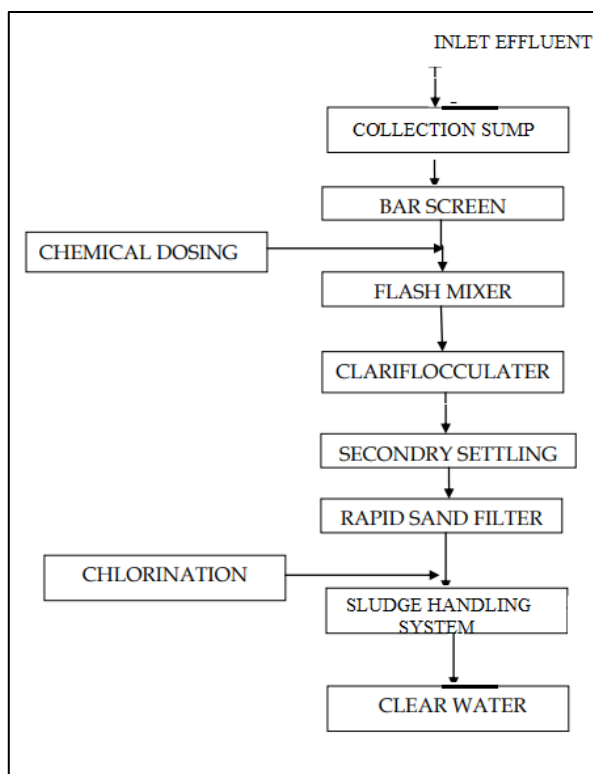 INLET EFFLUENT
COLLECTION SUMP
BAR SCREEN
CHEMICAL DOSING
FLASH MIXER
CLARIFLOCCULATER
SECONDRY SETTLING
RAPID SAND FILTER
CHLORINATION
SLUDGE HANDLING
SYSTEM
CLEAR WATER